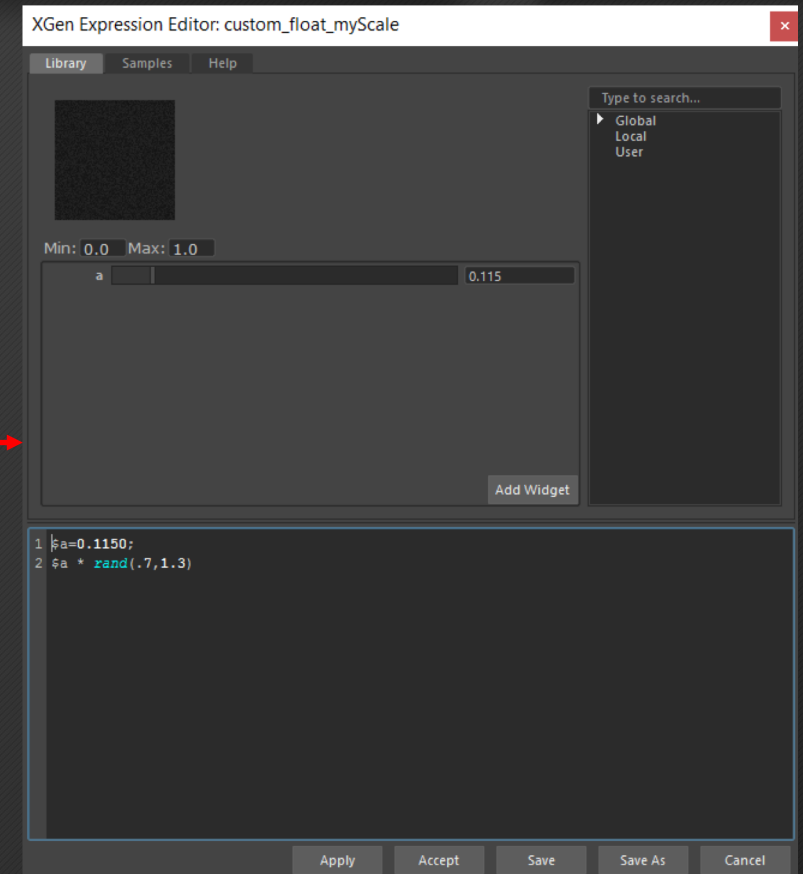 XGen Expression Editor: custom_float_myScale
Library Samples Help
Type to search...
Global
Local
User
Min: 0.0 Max: 1.0
a 0.115
Add Widget
1 $a=0.1150;
2 $a * rand(.7,1.3)
Apply Accept Save Save As Cancel